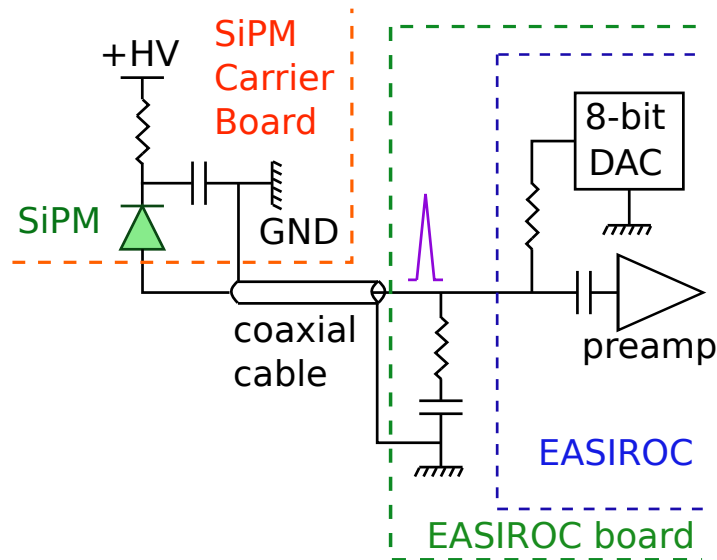 +HV
SiPM
Carrier
Board
8-bit
DAC
SiPM
GND
coaxial
cable
preamp
EASIROC
EASIROC board